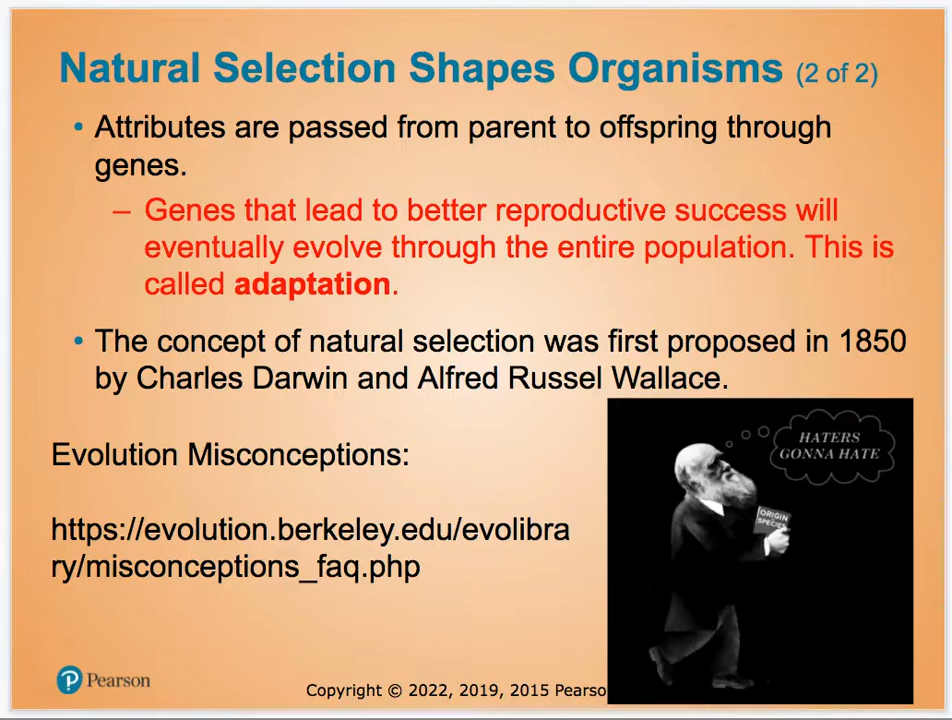 Natural Selection Shapes Organisms (2 of 2)
• Attributes are passed from parent to offspring through
genes.
– Genes that lead to better reproductive success will
eventually evolve through the entire population. This is
called adaptation.
• The concept of natural selection was first proposed in 1850
by Charles Darwin and Alfred Russel Wallace.
HATERS
GONNA HATE
ORIGIN
SPECIES
Evolution Misconceptions:
https://evolution.berkeley.edu/evolibra
ry/misconceptions_faq.php
P Pearson
Copyright © 2022, 2019, 2015 Pearso